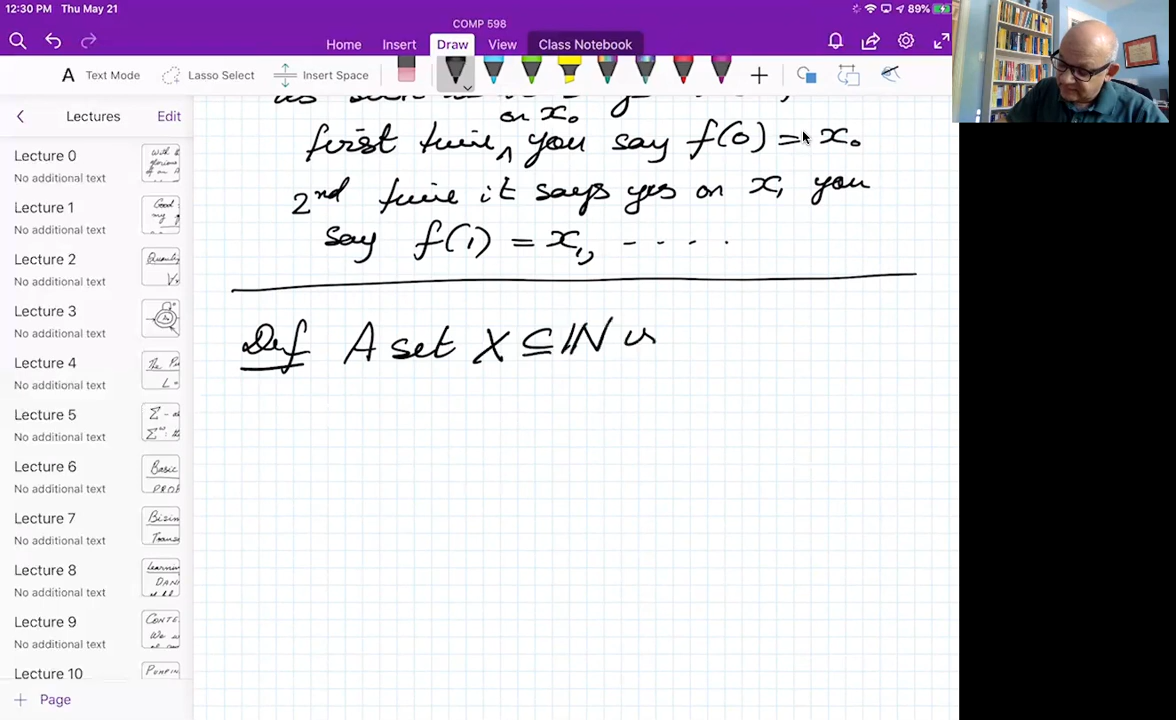 12:30 PM Thu May 21
89%
COMP 598
Home Insert Draw View Class Notebook
A Text Mode Lasso Select Insert Space
Lectures Edit
Lecture 0
No additional text
Lecture 1
No additional text
Lecture 2
No additional text
Lecture 3
No additional text
Lecture 4
No additional text
Lecture 5
No additional text
Lecture 6
No additional text
Lecture 7
No additional text
Lecture 8
No additional text
Lecture 9
No additional text
Lecture 10
+ Page
on x₀
first time ^ you say f(0) = x₀
2nd time it says yes on x₁ you
say f(1) = x₁, - - - - -
Def A set X ⊆ ℕ is